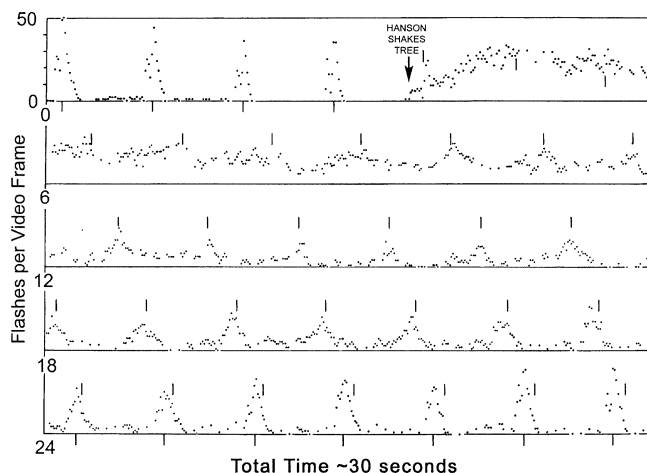 50
HANSON
SHAKES
TREE
0
0
6
12
18
24
Flashes per Video Frame
Total Time ~30 seconds